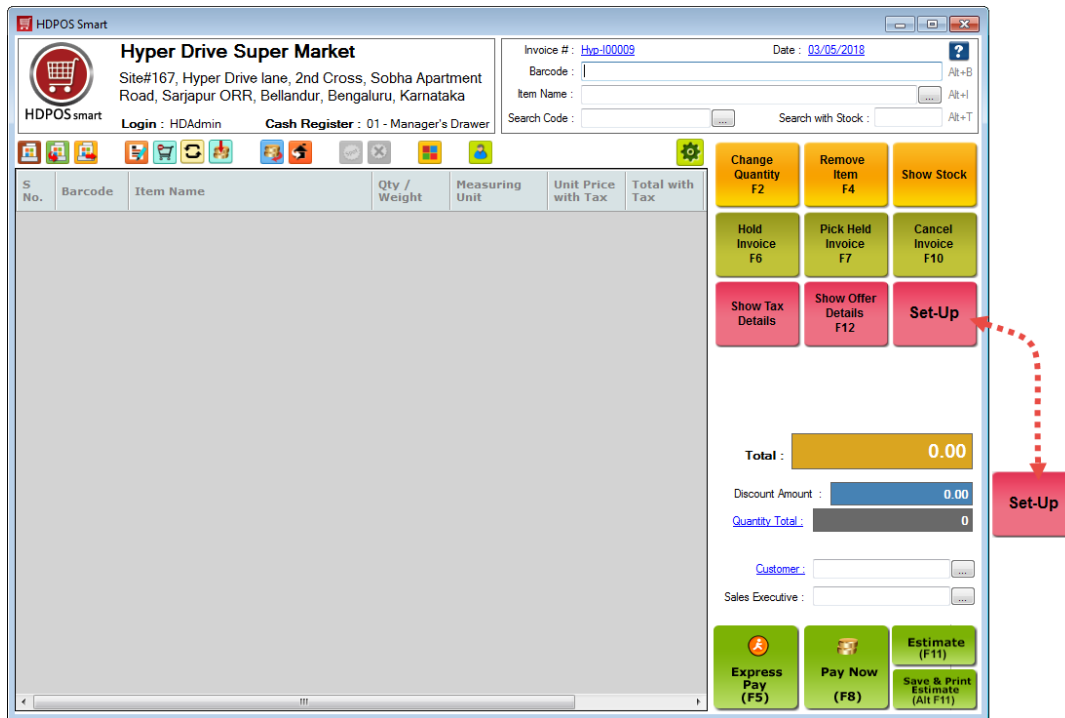 HDPOS Smart
HDPOS smart
Hyper Drive Super Market
Site#167, Hyper Drive lane, 2nd Cross, Sobha Apartment
Road, Sarjapur ORR, Bellandur, Bengaluru, Karnataka
Login : HDAdmin Cash Register : 01 - Manager's Drawer
Invoice # : Hyp-I00009 Date : 03/05/2018 ?
Barcode : Alt+B
Item Name : ... Alt+I
Search Code : ... Search with Stock : Alt+T
S
No.
Barcode
Item Name
Qty /
Weight
Measuring
Unit
Unit Price
with Tax
Total with
Tax
Change
Quantity
F2
Remove
Item
F4
Show Stock
Hold
Invoice
F6
Pick Held
Invoice
F7
Cancel
Invoice
F10
Show Tax
Details
Show Offer
Details
F12
Set-Up
Total : 0.00
Discount Amount : 0.00
Quantity Total : 0
Set-Up
Customer : ...
Sales Executive : ...
Express
Pay
(F5)
Pay Now
(F8)
Estimate
(F11)
Save & Print
Estimate
(Alt F11)